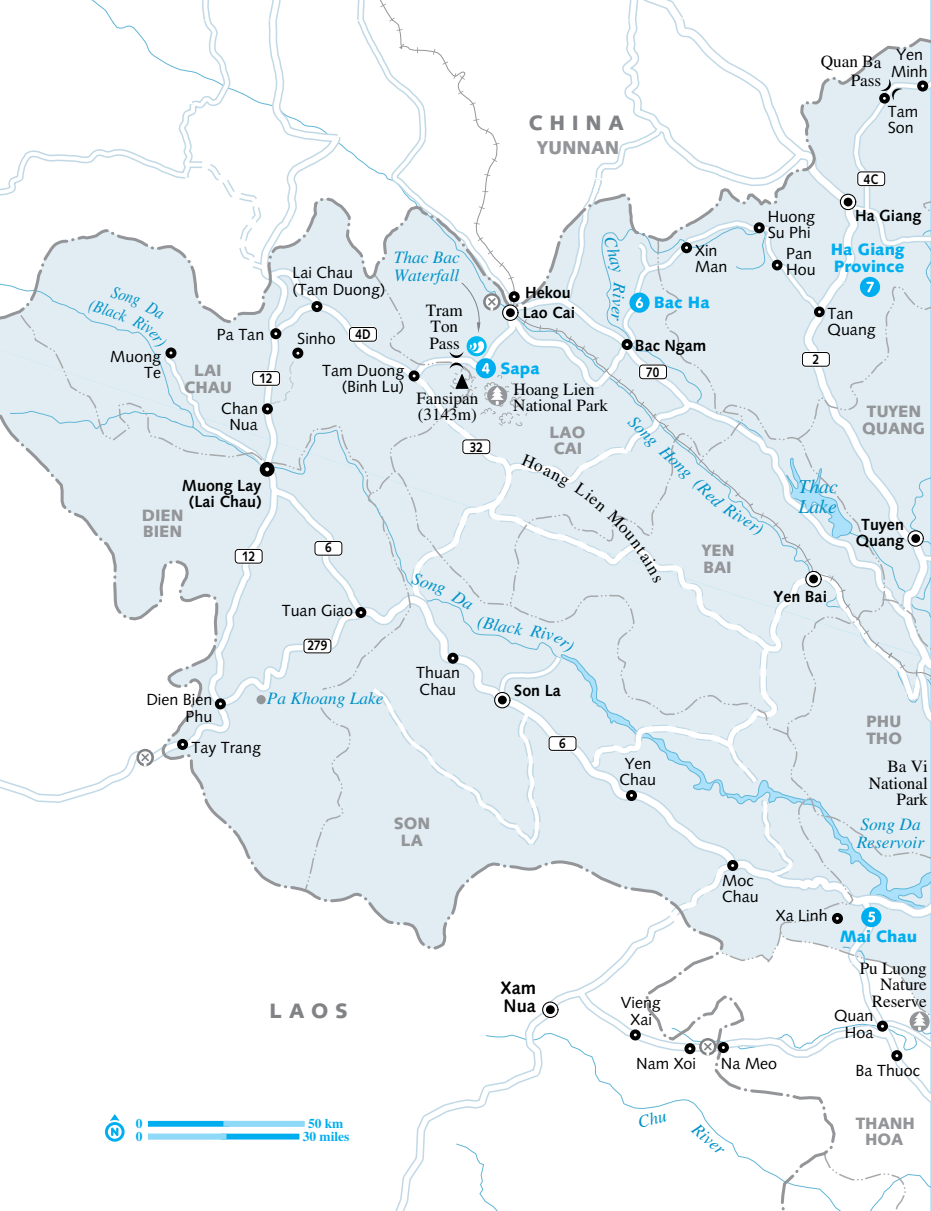 Yen
Minh
Quan Ba
Pass
Tam
Son
CHINA
YUNNAN
4C
Ha Giang
Huong
Su Phi
Xin
Man
Pan
Hou
Ha Giang
Province
7
Chay River
Thac Bac
Waterfall
Lai Chau
(Tam Duong)
Song Da
(Black River)
Hekou
Lao Cai
6 Bac Ha
Tan
Quang
Tram
Ton
Pass
4D
Pa Tan
Sinho
Muong
Te
Bac Ngam
2
LAI
CHAU
12
Tam Duong
(Binh Lu)
4 Sapa
70
Fansipan
(3143m)
Hoang Lien
National Park
Chan
Nua
TUYEN
QUANG
LAO
CAI
32
Song Hong (Red River)
Hoang Lien Mountains
Muong Lay
(Lai Chau)
Thac
Lake
DIEN
BIEN
Tuyen
Quang
6
12
YEN
BAI
Yen Bai
Song Da
(Black River)
Tuan Giao
279
Thuan
Chau
Son La
Dien Bien
Phu
Pa Khoang Lake
PHU
THO
Tay Trang
6
Yen
Chau
Ba Vi
National
Park
SON
LA
Song Da
Reservoir
Moc
Chau
Xa Linh
5
Mai Chau
Pu Luong
Nature
Reserve
Xam
Nua
LAOS
Vieng
Xai
Quan
Hoa
Nam Xoi
Na Meo
Ba Thuoc
Chu River
THANH
HOA
N
0 50 km
0 30 miles